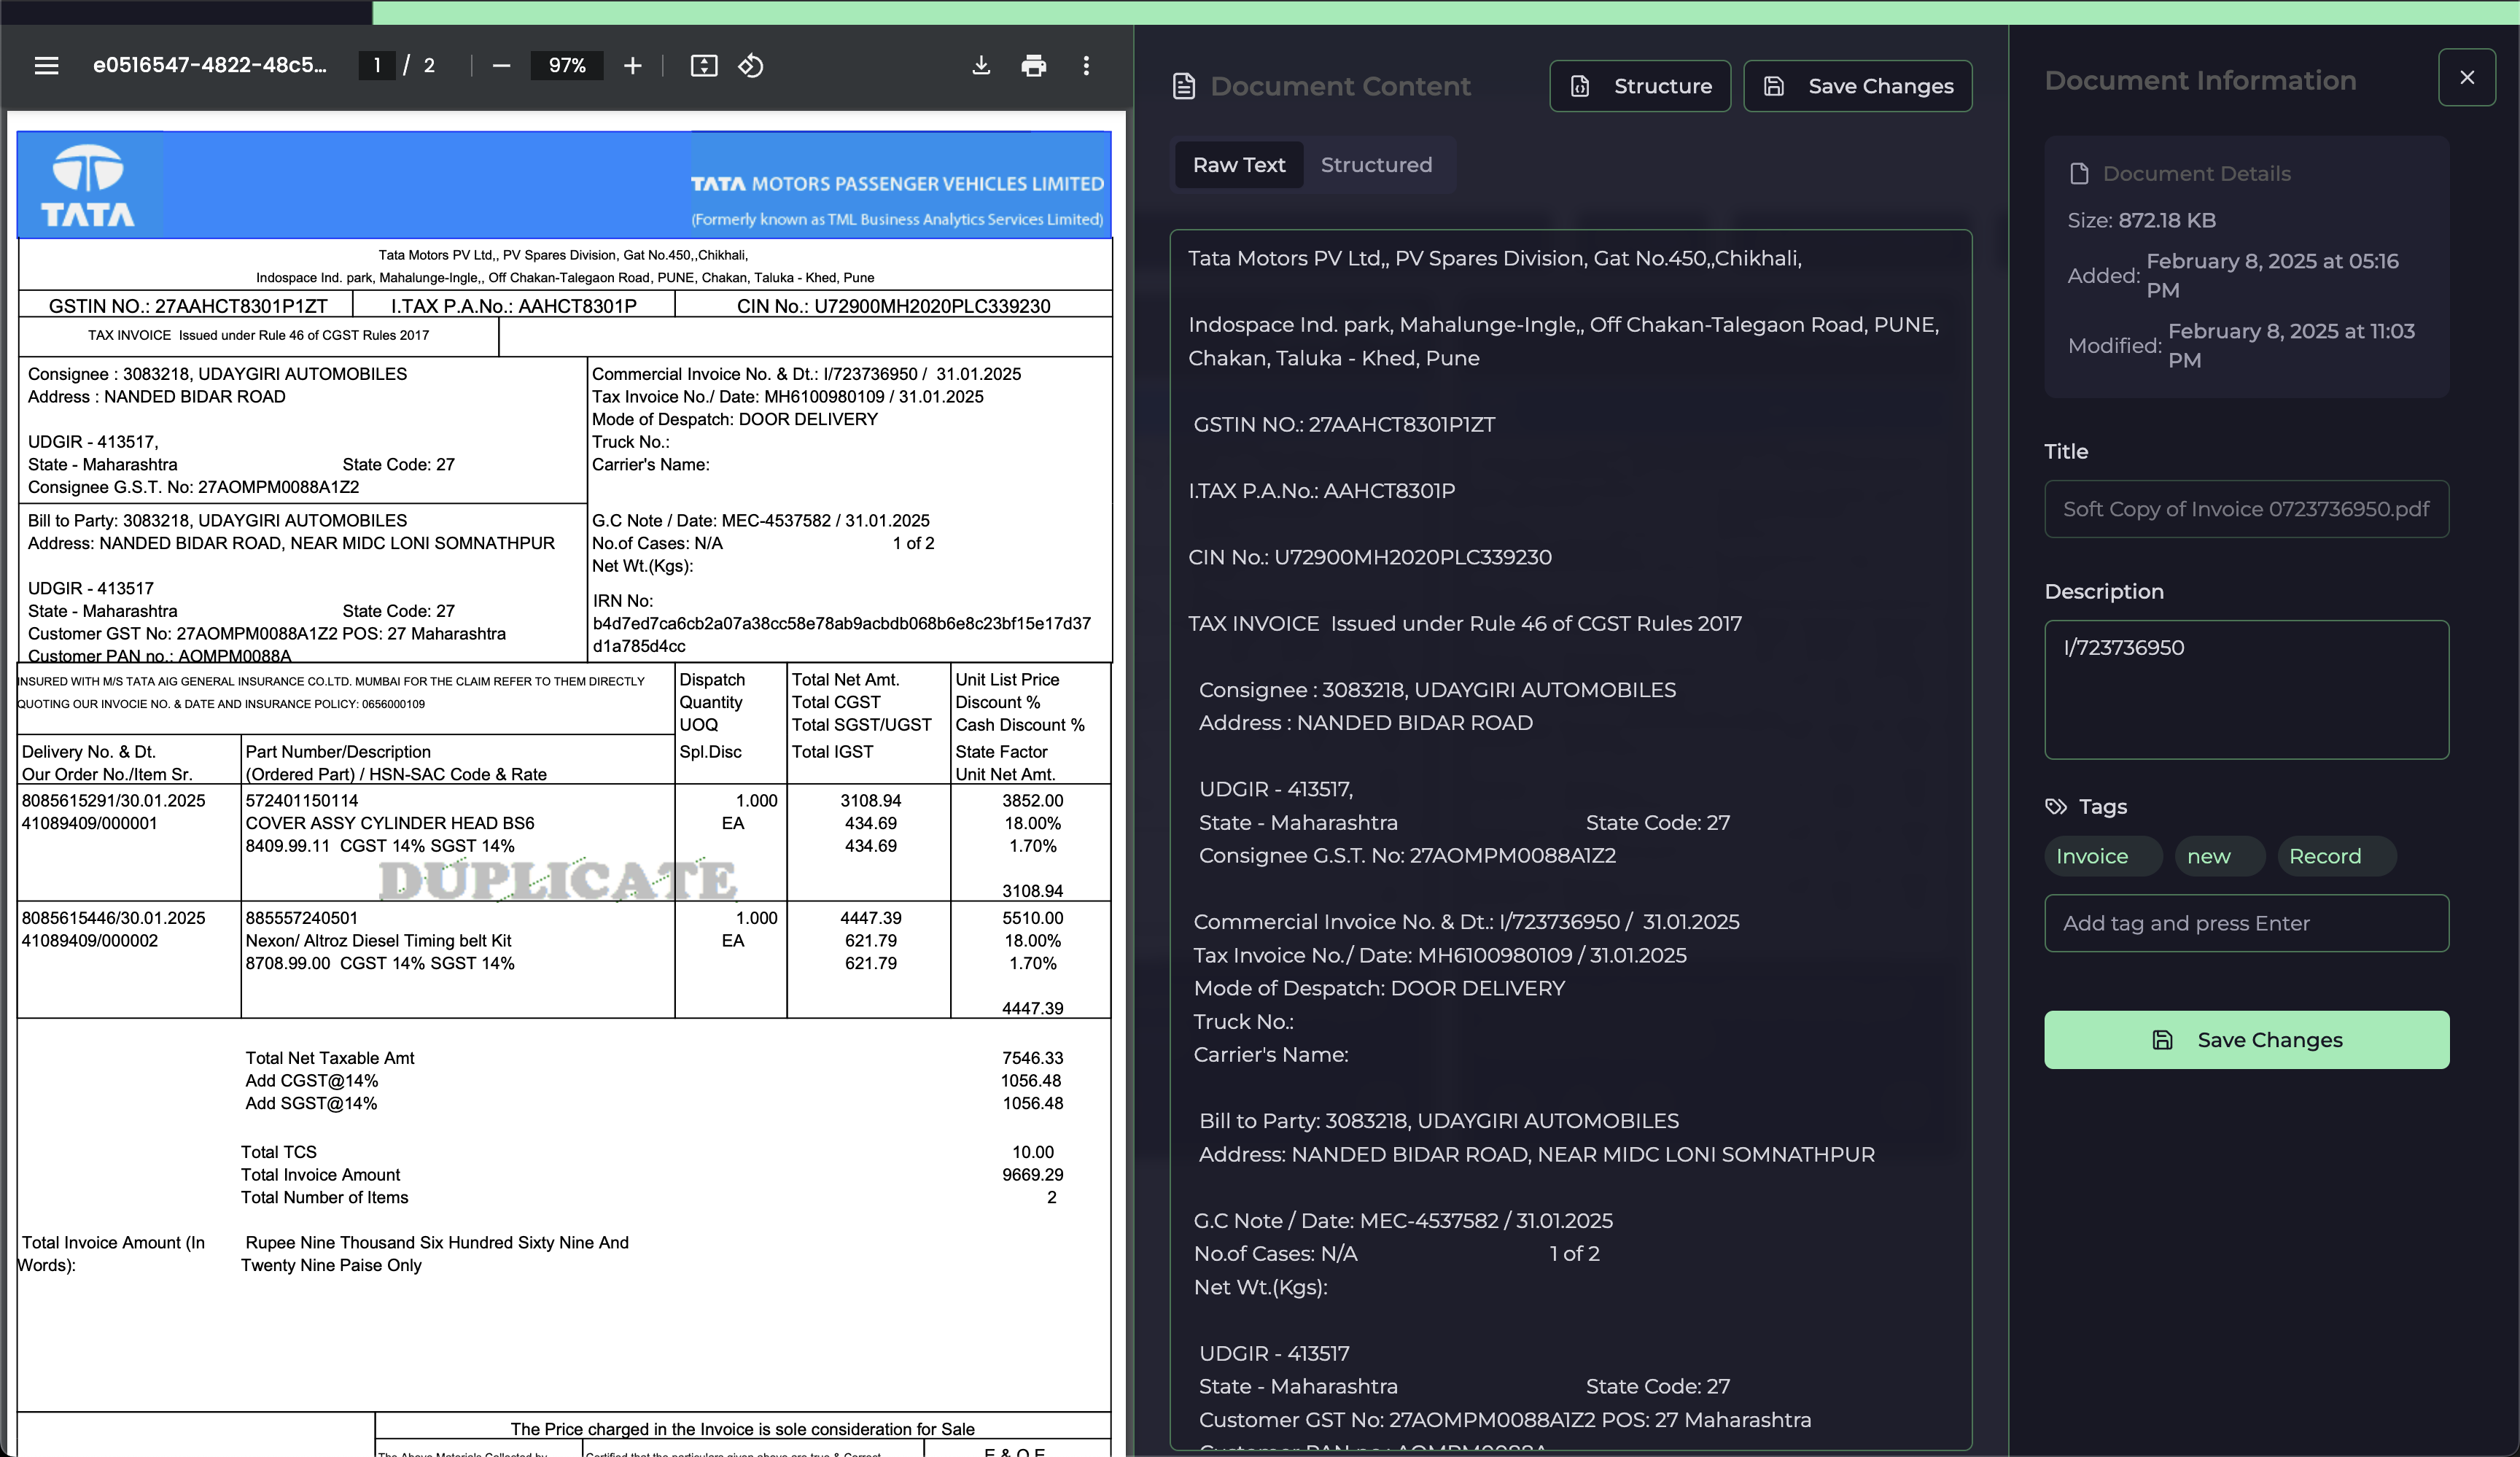 e0516547-4822-48c5...
1 / 2
97%
TATA
TATA MOTORS PASSENGER VEHICLES LIMITED
(Formerly known as TML Business Analytics Services Limited)
Tata Motors PV Ltd,, PV Spares Division, Gat No.450,,Chikhali,
Indospace Ind. park, Mahalunge-Ingle,, Off Chakan-Talegaon Road, PUNE, Chakan, Taluka - Khed, Pune
GSTIN NO.: 27AAHCT8301P1ZT
I.TAX P.A.No.: AAHCT8301P
CIN No.: U72900MH2020PLC339230
TAX INVOICE Issued under Rule 46 of CGST Rules 2017
Consignee : 3083218, UDAYGIRI AUTOMOBILES
Address : NANDED BIDAR ROAD
UDGIR - 413517,
State - Maharashtra State Code: 27
Consignee G.S.T. No: 27AOMPM0088A1Z2
Commercial Invoice No. & Dt.: I/723736950 / 31.01.2025
Tax Invoice No./ Date: MH6100980109 / 31.01.2025
Mode of Despatch: DOOR DELIVERY
Truck No.:
Carrier's Name:
Bill to Party: 3083218, UDAYGIRI AUTOMOBILES
Address: NANDED BIDAR ROAD, NEAR MIDC LONI SOMNATHPUR
UDGIR - 413517
State - Maharashtra State Code: 27
Customer GST No: 27AOMPM0088A1Z2 POS: 27 Maharashtra
Customer PAN no.: AOMPM0088A
G.C Note / Date: MEC-4537582 / 31.01.2025
No.of Cases: N/A 1 of 2
Net Wt.(Kgs):
IRN No:
b4d7ed7ca6cb2a07a38cc58e78ab9acbdb068b6e8c23bf15e17d37
d1a785d4cc
INSURED WITH M/S TATA AIG GENERAL INSURANCE CO.LTD. MUMBAI FOR THE CLAIM REFER TO THEM DIRECTLY
QUOTING OUR INVOCIE NO. & DATE AND INSURANCE POLICY: 0656000109
Dispatch Total Net Amt. Unit List Price
Quantity Total CGST Discount %
UOQ Total SGST/UGST Cash Discount %
Delivery No. & Dt. Part Number/Description Spl.Disc Total IGST State Factor
Our Order No./Item Sr. (Ordered Part) / HSN-SAC Code & Rate Unit Net Amt.
8085615291/30.01.2025 572401150114 1.000 3108.94 3852.00
41089409/000001 COVER ASSY CYLINDER HEAD BS6 EA 434.69 18.00%
8409.99.11 CGST 14% SGST 14% 434.69 1.70%
DUPLICATE
3108.94
8085615446/30.01.2025 885557240501 1.000 4447.39 5510.00
41089409/000002 Nexon/ Altroz Diesel Timing belt Kit EA 621.79 18.00%
8708.99.00 CGST 14% SGST 14% 621.79 1.70%
4447.39
Total Net Taxable Amt 7546.33
Add CGST@14% 1056.48
Add SGST@14% 1056.48
Total TCS 10.00
Total Invoice Amount 9669.29
Total Number of Items 2
Total Invoice Amount (In Rupee Nine Thousand Six Hundred Sixty Nine And
Words): Twenty Nine Paise Only
The Price charged in the Invoice is sole consideration for Sale
The Above Materials Collected by Certified that the particulars given above are true & Correct E & O E
Document Content
Structure
Save Changes
Raw Text Structured
Tata Motors PV Ltd,, PV Spares Division, Gat No.450,,Chikhali,
Indospace Ind. park, Mahalunge-Ingle,, Off Chakan-Talegaon Road, PUNE,
Chakan, Taluka - Khed, Pune
GSTIN NO.: 27AAHCT8301P1ZT
I.TAX P.A.No.: AAHCT8301P
CIN No.: U72900MH2020PLC339230
TAX INVOICE Issued under Rule 46 of CGST Rules 2017
Consignee : 3083218, UDAYGIRI AUTOMOBILES
Address : NANDED BIDAR ROAD
UDGIR - 413517,
State - Maharashtra State Code: 27
Consignee G.S.T. No: 27AOMPM0088A1Z2
Commercial Invoice No. & Dt.: I/723736950 / 31.01.2025
Tax Invoice No./ Date: MH6100980109 / 31.01.2025
Mode of Despatch: DOOR DELIVERY
Truck No.:
Carrier's Name:
Bill to Party: 3083218, UDAYGIRI AUTOMOBILES
Address: NANDED BIDAR ROAD, NEAR MIDC LONI SOMNATHPUR
G.C Note / Date: MEC-4537582 / 31.01.2025
No.of Cases: N/A 1 of 2
Net Wt.(Kgs):
UDGIR - 413517
State - Maharashtra State Code: 27
Customer GST No: 27AOMPM0088A1Z2 POS: 27 Maharashtra
Customer PAN no.: AOMPM0088A
Document Information
Document Details
Size: 872.18 KB
Added: February 8, 2025 at 05:16
PM
Modified: February 8, 2025 at 11:03
PM
Title
Soft Copy of Invoice 0723736950.pdf
Description
I/723736950
Tags
Invoice new Record
Add tag and press Enter
Save Changes